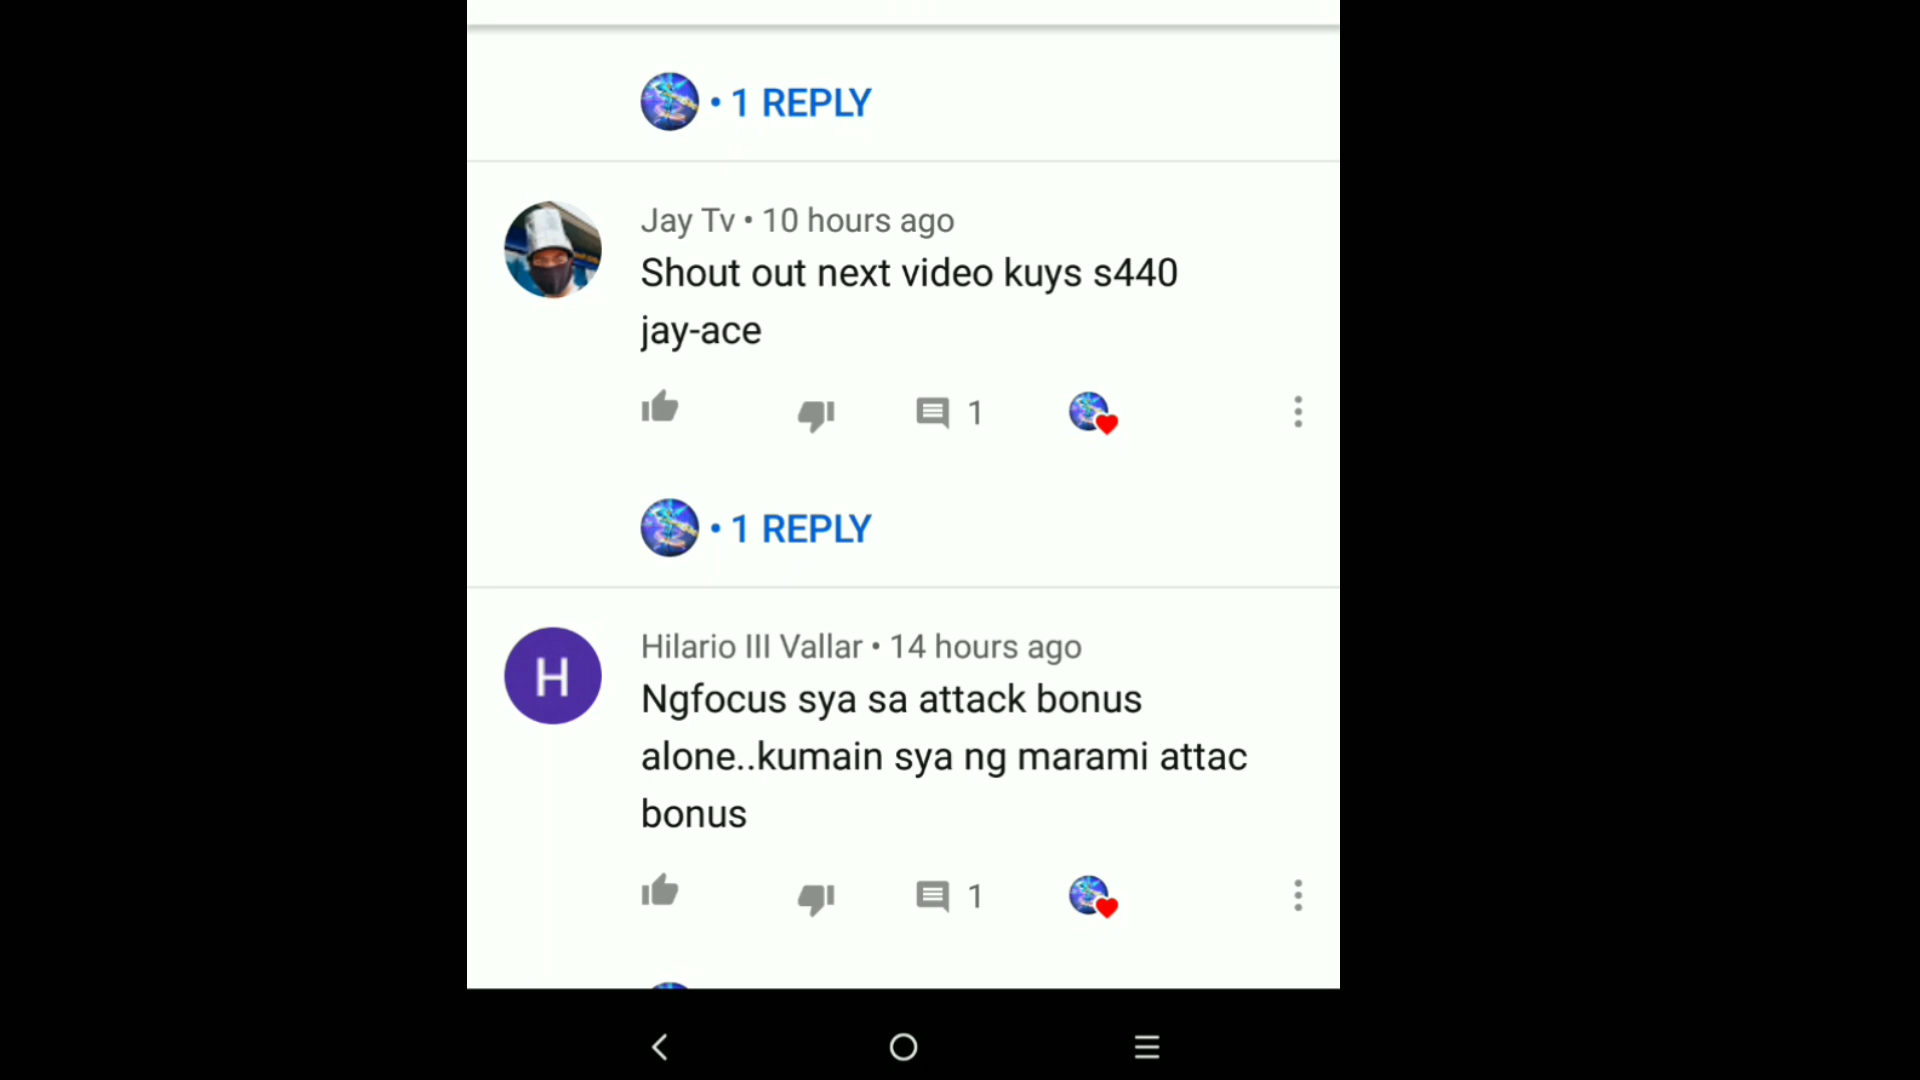 • 1 REPLY
Jay Tv • 10 hours ago
Shout out next video kuys s440
jay-ace
1
• 1 REPLY
H
Hilario III Vallar • 14 hours ago
Ngfocus sya sa attack bonus
alone..kumain sya ng marami attac
bonus
1